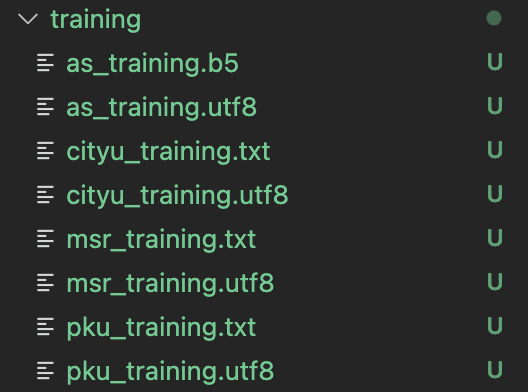 training
as_training.b5 U
as_training.utf8 U
cityu_training.txt U
cityu_training.utf8 U
msr_training.txt U
msr_training.utf8 U
pku_training.txt U
pku_training.utf8 U